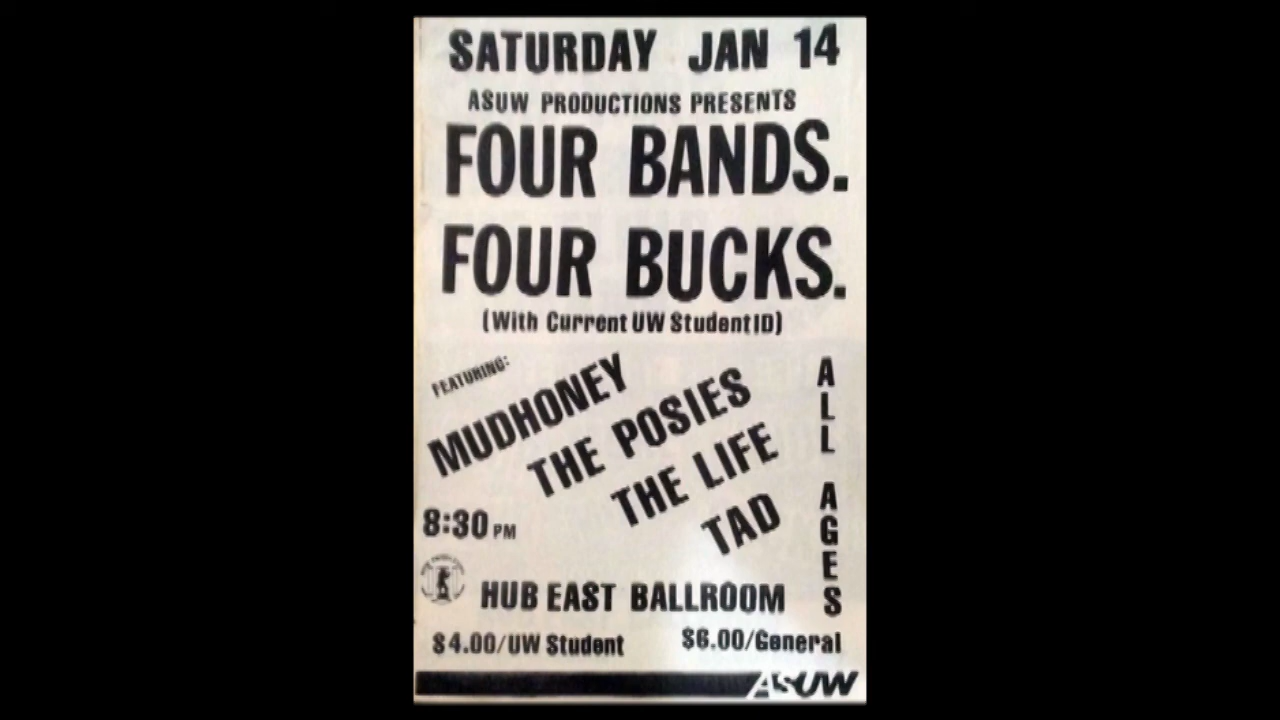 SATURDAY JAN 14
ASUW PRODUCTIONS PRESENTS
FOUR BANDS.
FOUR BUCKS.
(With Current UW Student ID)
FEATURING:
MUDHONEY
THE POSIES
THE LIFE
TAD
ALL AGES
8:30 PM
HUB EAST BALLROOM
$4.00/UW Student
$6.00/General
ASUW